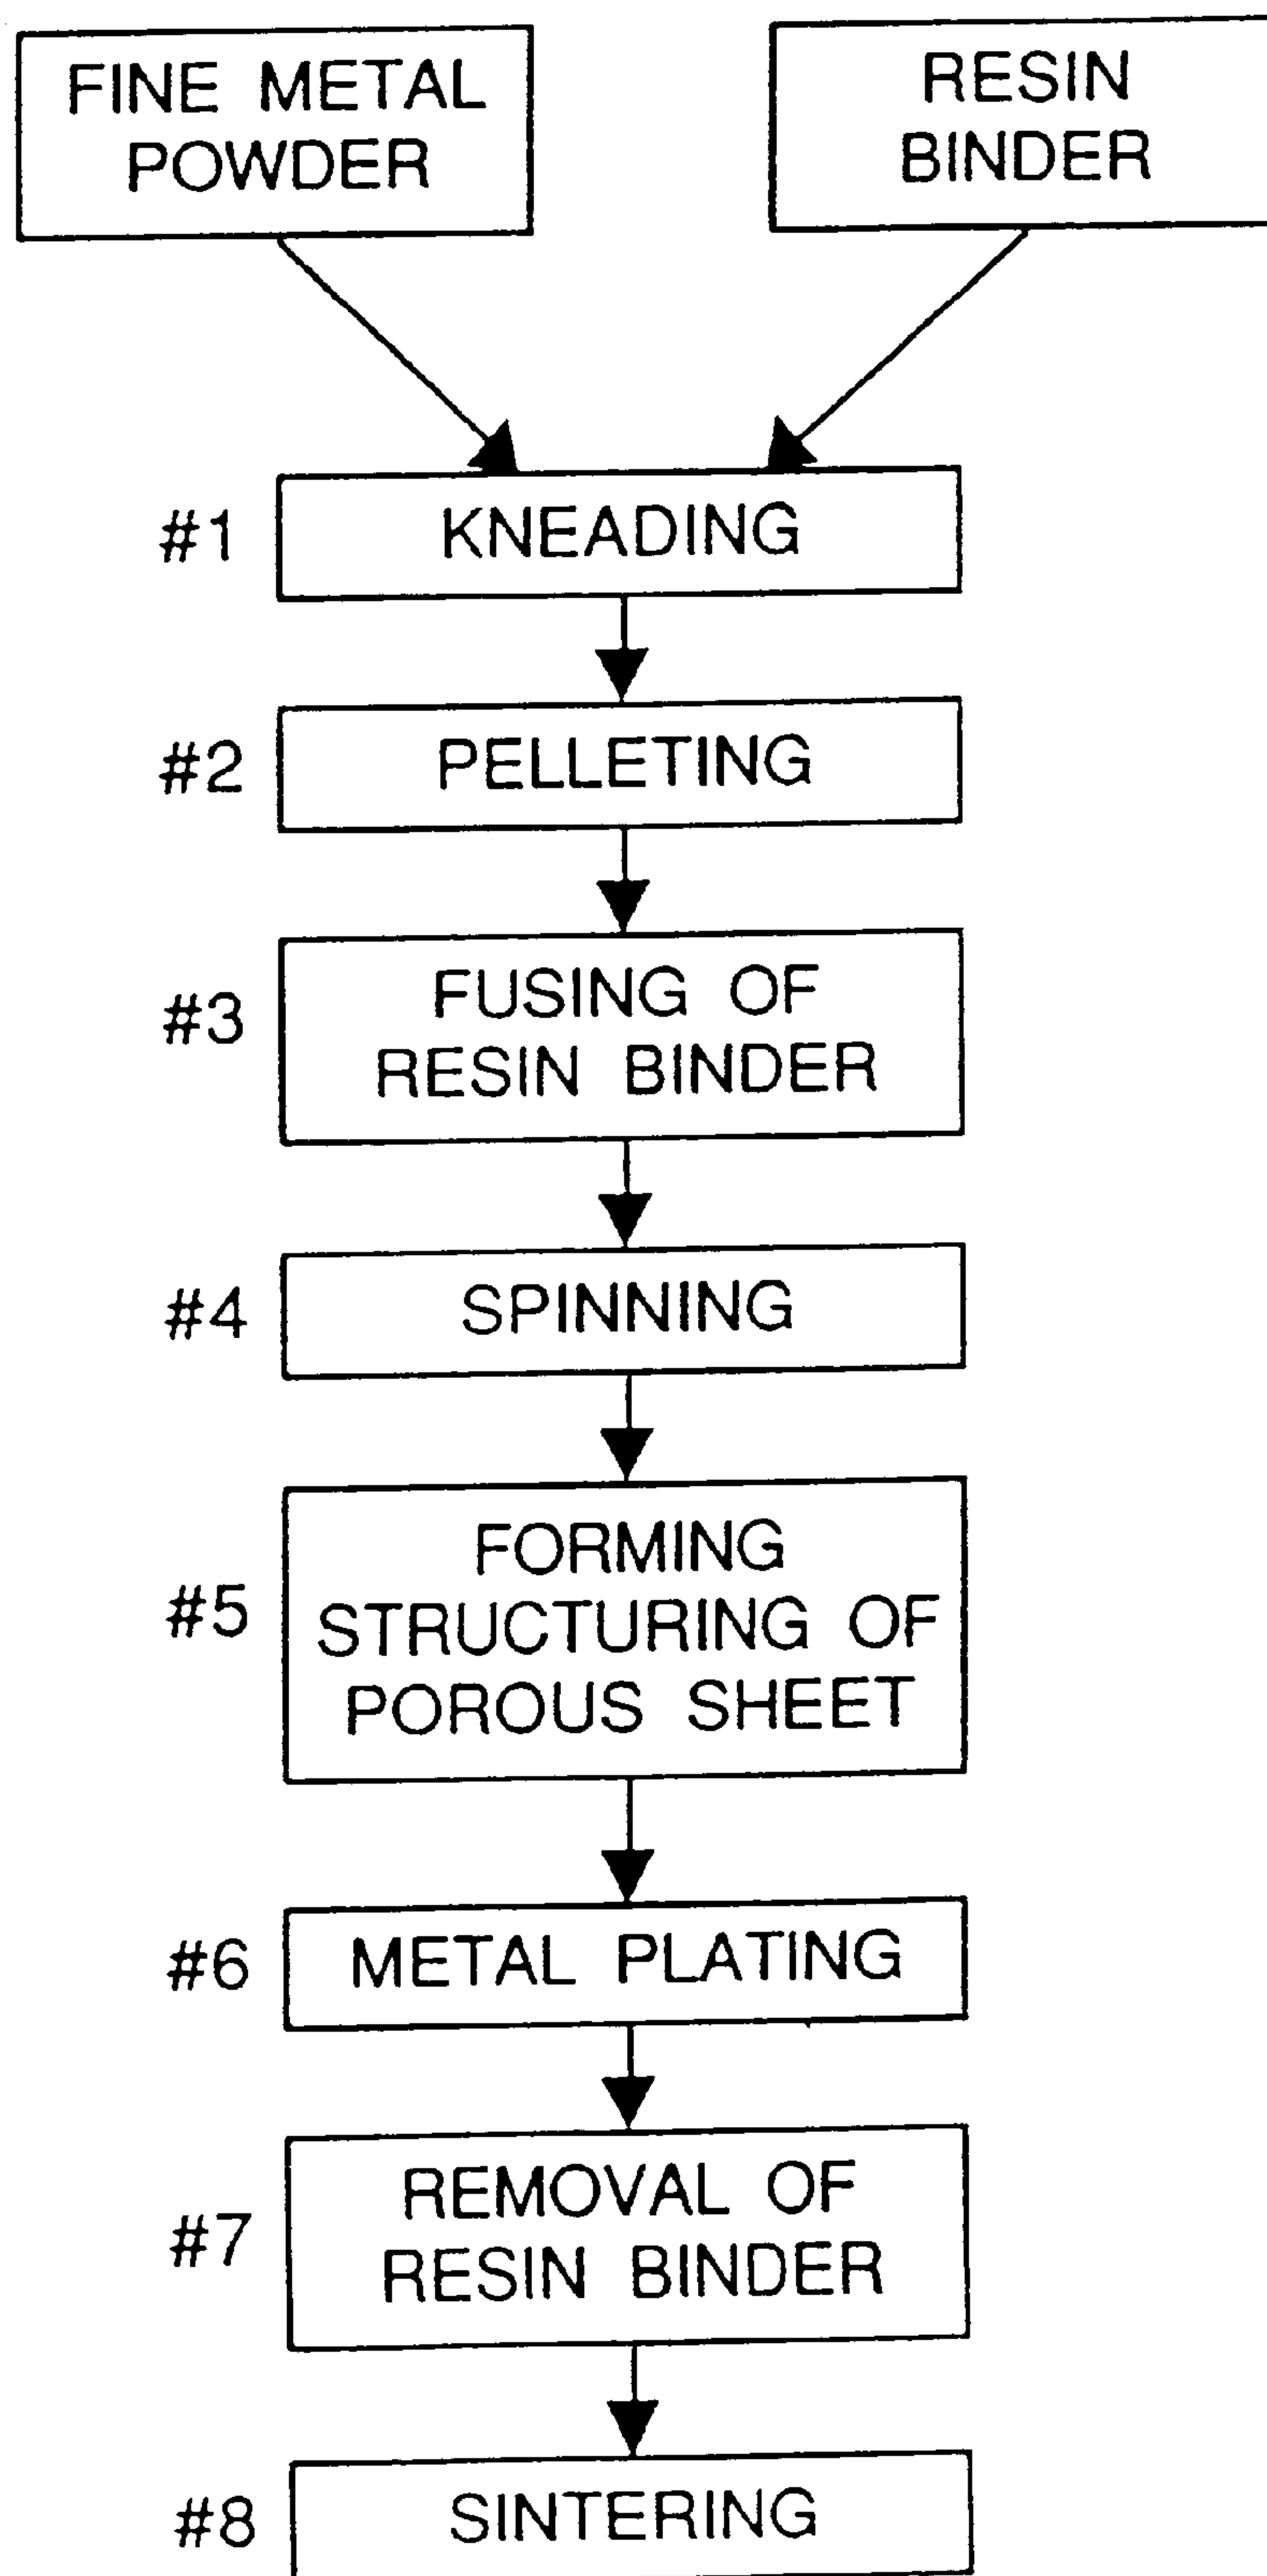 FINE METAL
POWDER
RESIN
BINDER
#1 KNEADING
#2 PELLETING
#3 FUSING OF
RESIN BINDER
#4 SPINNING
#5 FORMING
STRUCTURING OF
POROUS SHEET
#6 METAL PLATING
#7 REMOVAL OF
RESIN BINDER
#8 SINTERING